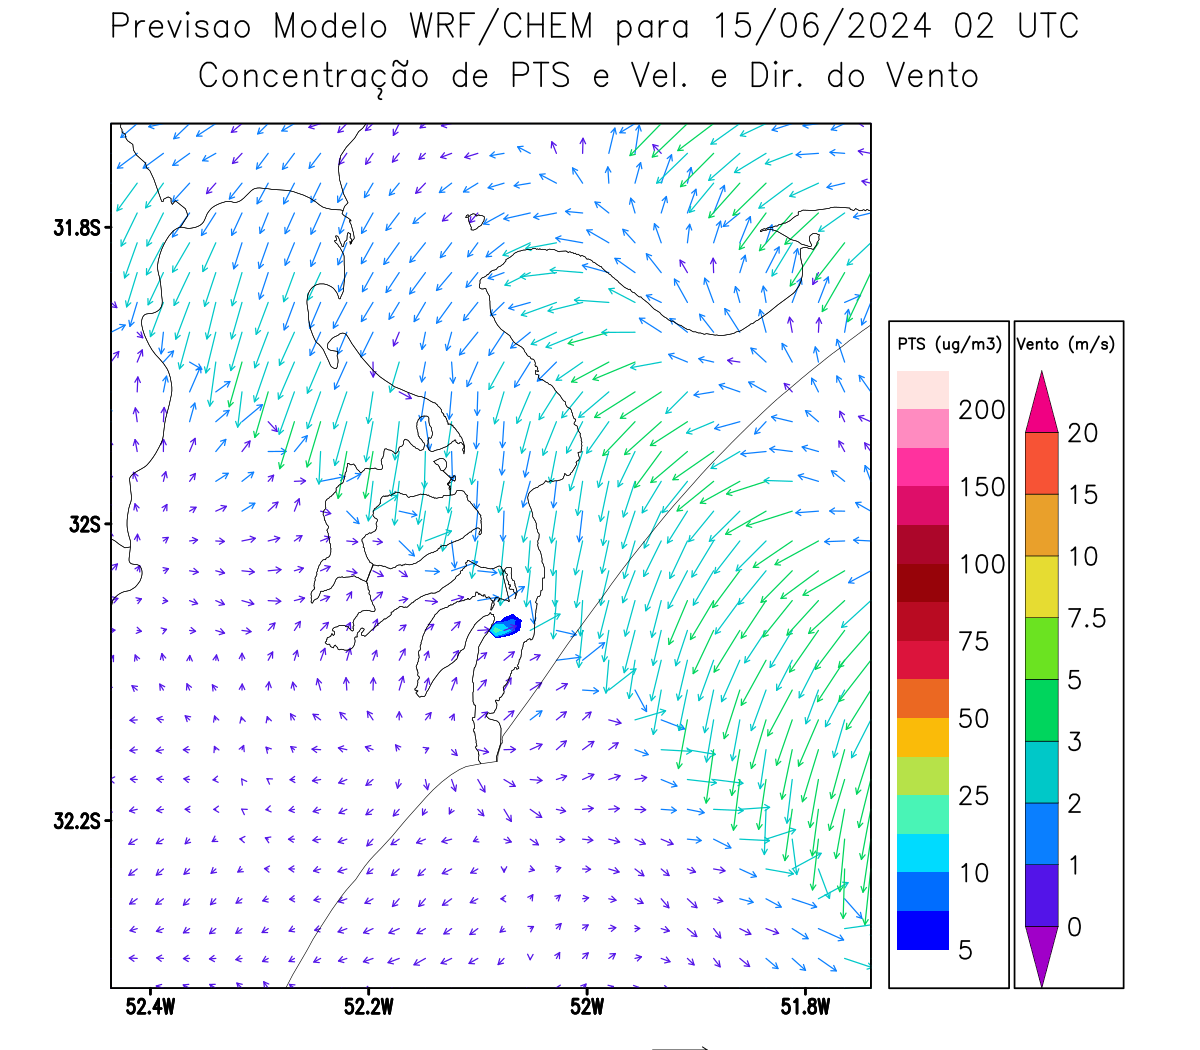 Previsao Modelo WRF/CHEM para 15/06/2024 02 UTC
Concentração de PTS e Vel. e Dir. do Vento
31.8S
32S
32.2S
52.4W 52.2W 52W 51.8W
PTS (ug/m3)
200
150
100
75
50
25
10
5
Vento (m/s)
20
15
10
7.5
5
3
2
1
0